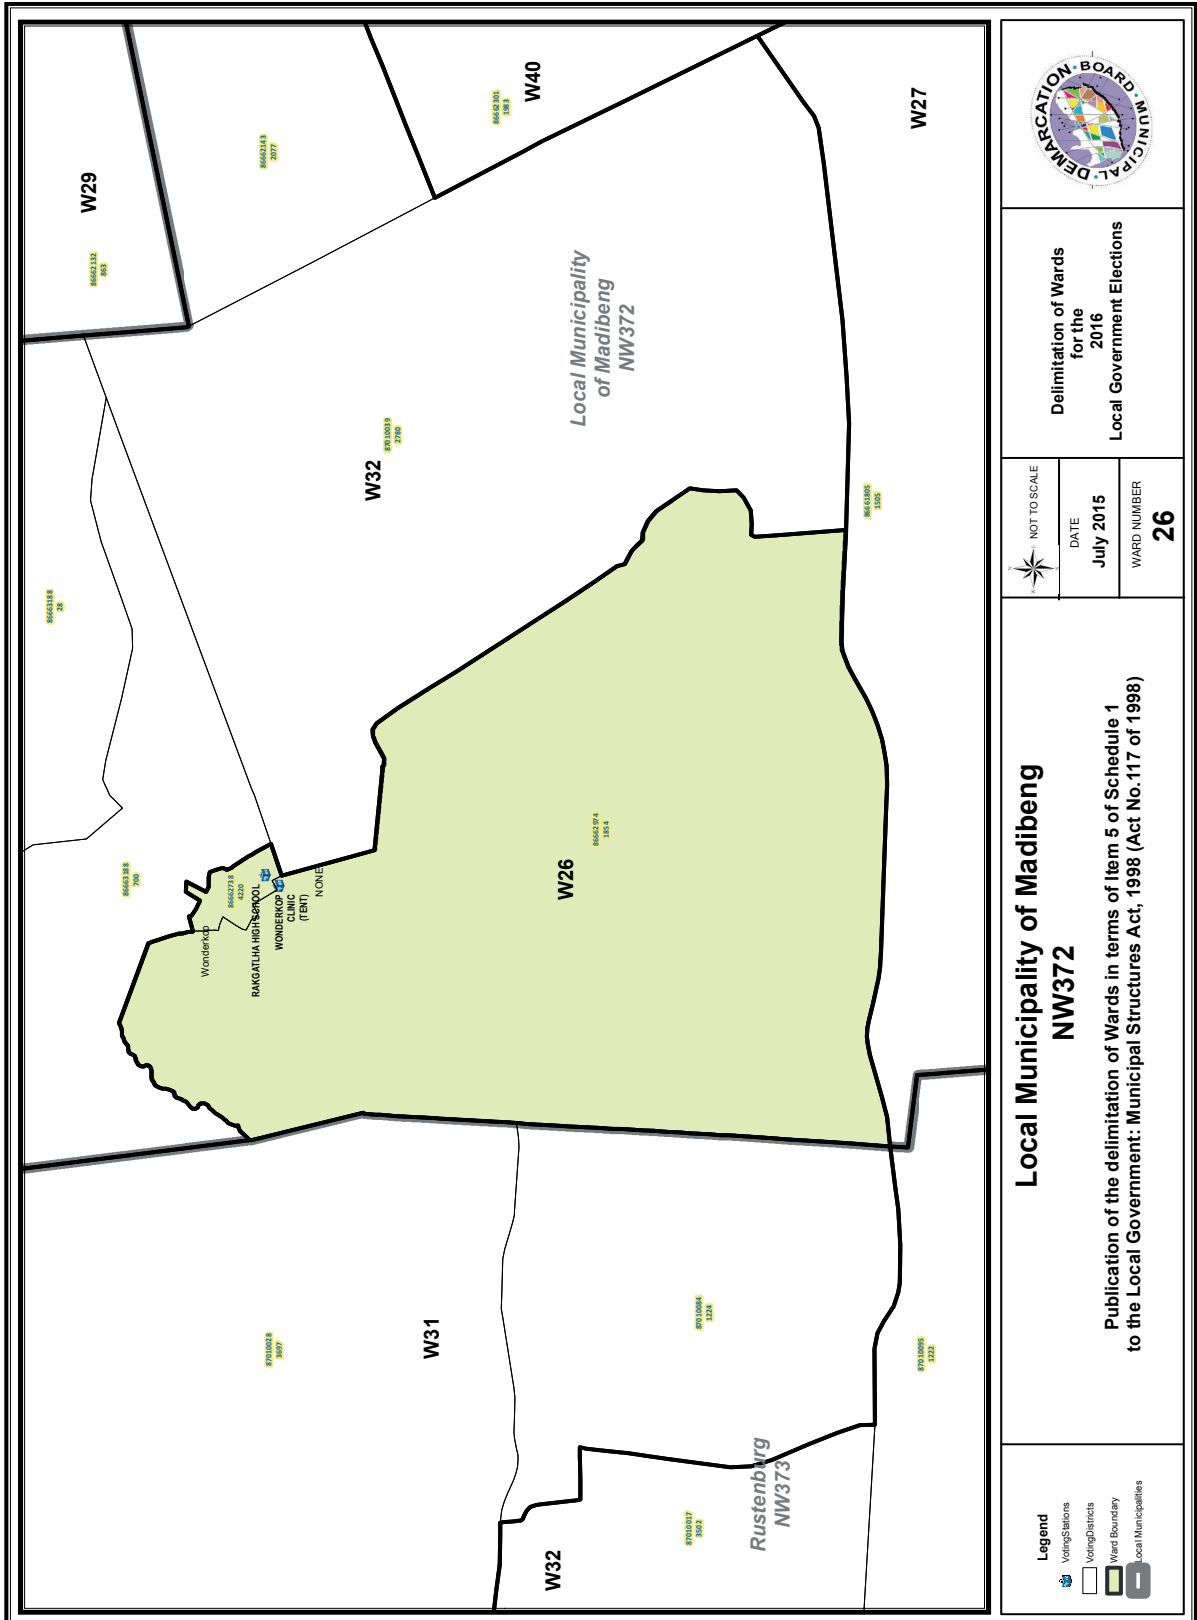 W29
86662132
863
86662143
2077
W40
86662301
1983
W27
86663188
28
W32
87010039
2780
Local Municipality
of Madibeng
NW372
86661805
1505
86663188
700
86662738
4220
Wonderkop
RAKGATLHA HIGH SCHOOL
WONDERKOP
CLINIC
(TENT)
NONE
W26
86662974
1854
87010028
3697
W31
87010084
1224
87010095
1222
Rustenburg
NW373
87010017
3502
W32
Legend
VotingStations
VotingDistricts
Ward Boundary
Local Municipalities
Local Municipality of Madibeng
NW372
Publication of the delimitation of Wards in terms of Item 5 of Schedule 1
to the Local Government: Municipal Structures Act, 1998 (Act No.117 of 1998)
NOT TO SCALE
DATE
July 2015
WARD NUMBER
26
Delimitation of Wards
for the
2016
Local Government Elections
MUNICIPAL DEMARCATION BOARD